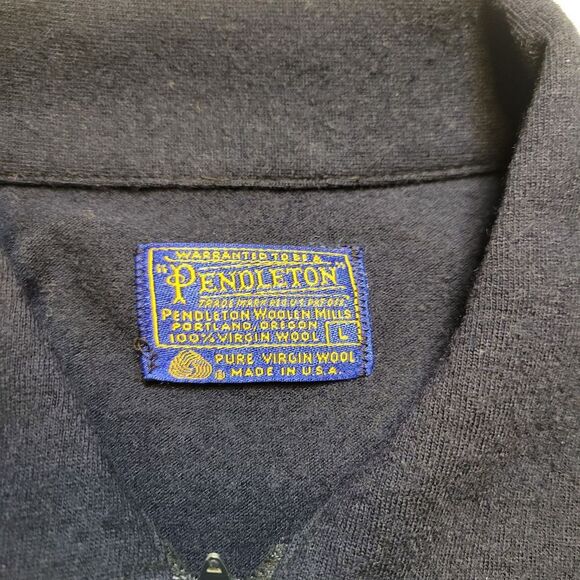 WARRANTED TO BE A
"PENDLETON"
TRADE MARK REG. U.S. PAT. OFF.
PENDLETON WOOLEN MILLS
PORTLAND, OREGON
100% VIRGIN WOOL L
PURE VIRGIN WOOL
® MADE IN U.S.A.